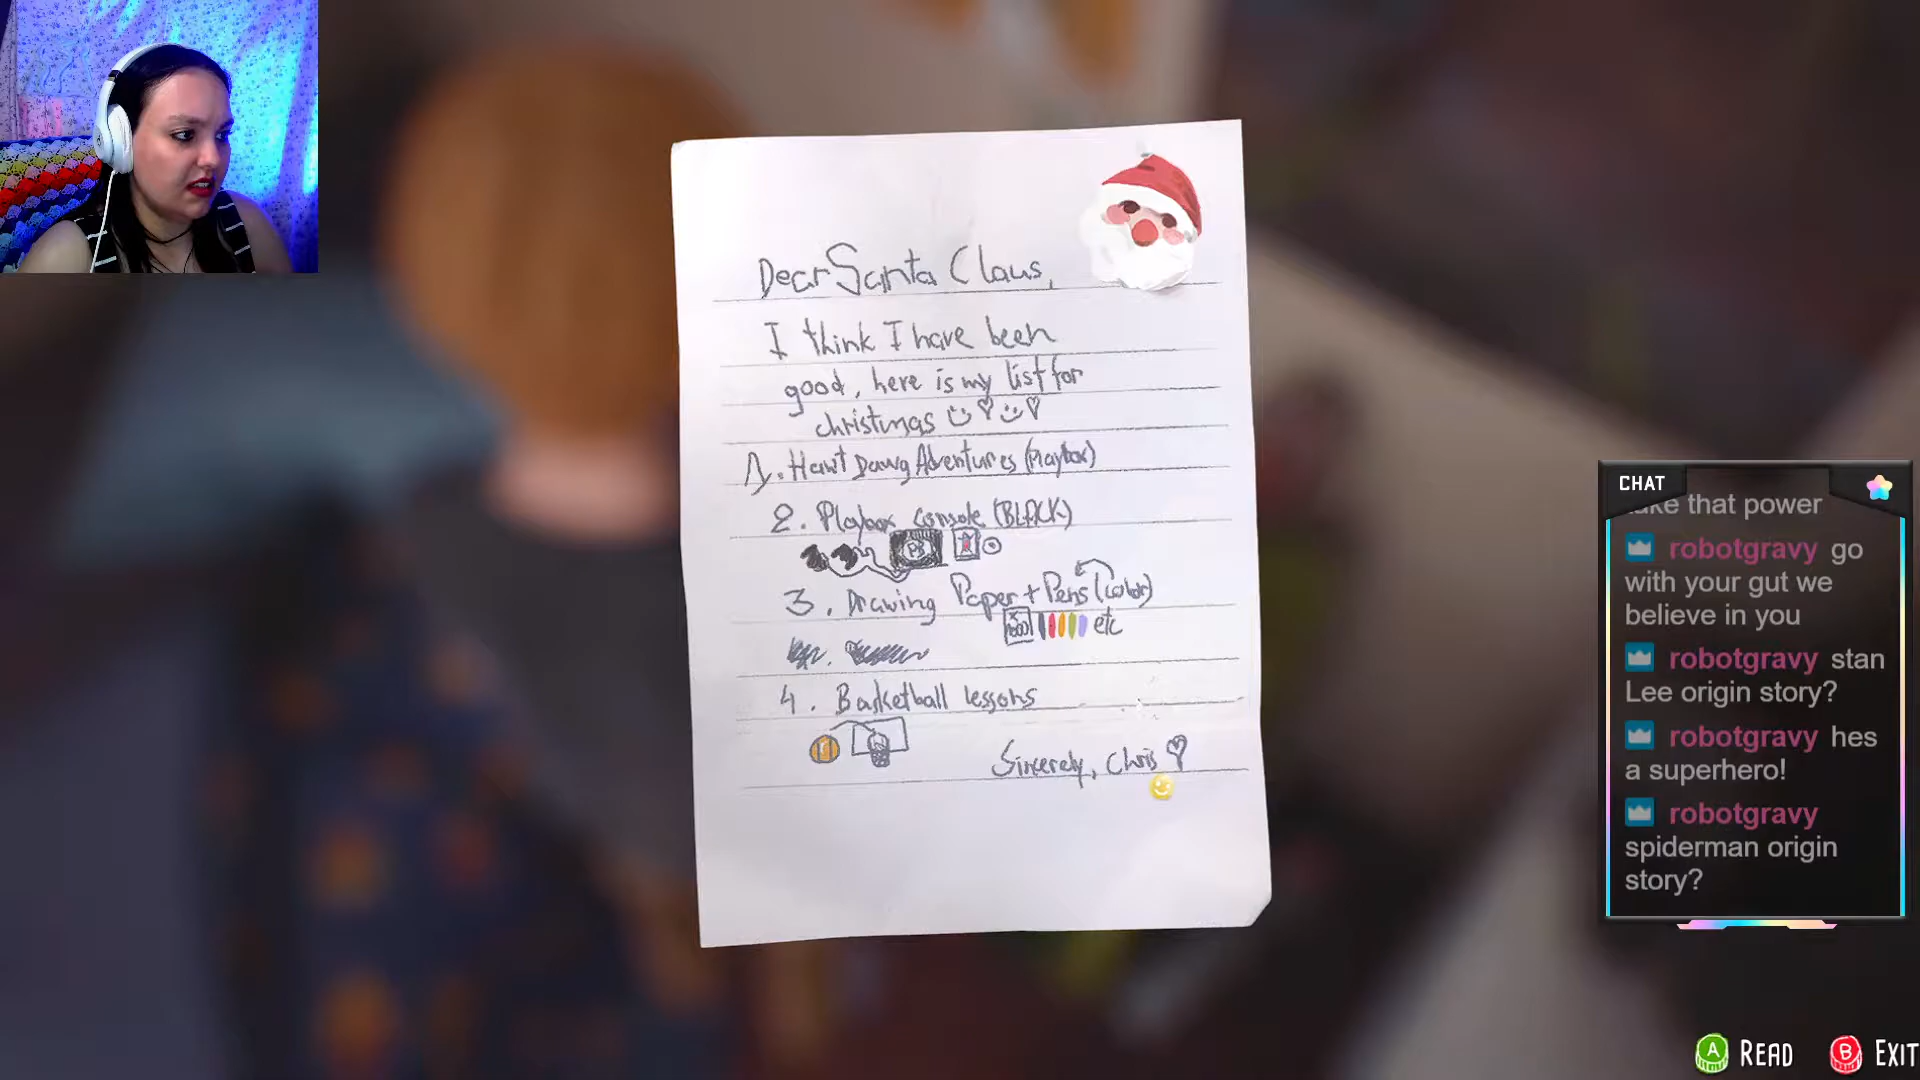 Dear Santa Claus,
I think I have been
good, here is my list for
christmas
1. Hawt Dawg Adventures (Playbox)
2. Playbox console (BLACK)
PB
3. Drawing Paper + Pens (color)
x 1000 etc
4. Basketball lessons
Sincerely, Chris
CHAT
that power
robotgravy go
with your gut we
believe in you
robotgravy stan
Lee origin story?
robotgravy hes
a superhero!
robotgravy
spiderman origin
story?
A READ B EXIT